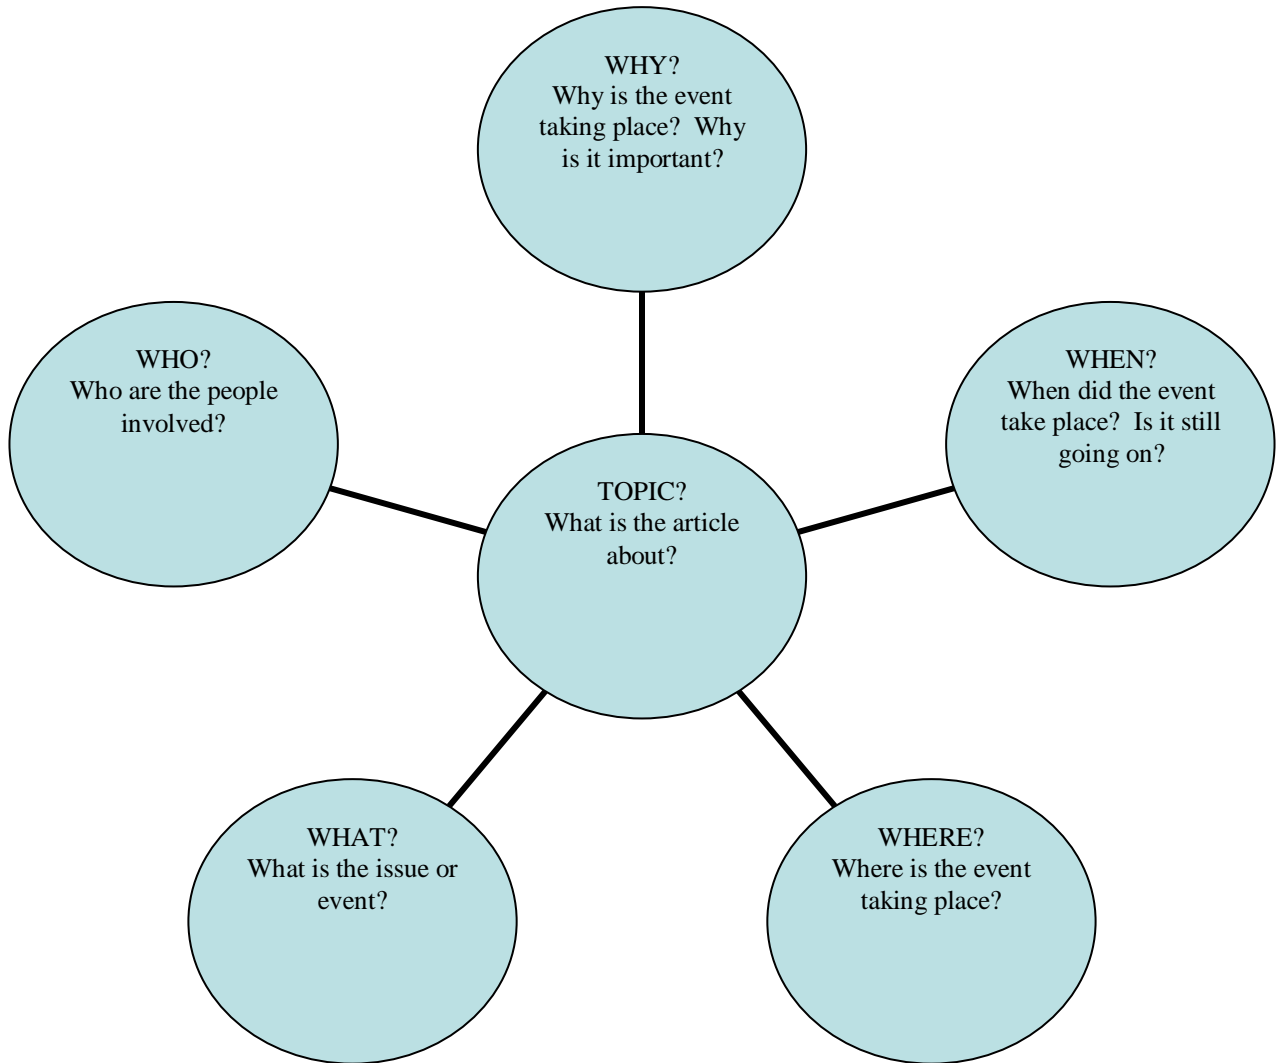 WHY?
Why is the event
taking place?  Why
is it important?
WHO?
Who are the people
involved?
WHEN?
When did the event
take place?  Is it still
going on?
TOPIC?
What is the article
about?
WHAT?
What is the issue or
event?
WHERE?
Where is the event
taking place?